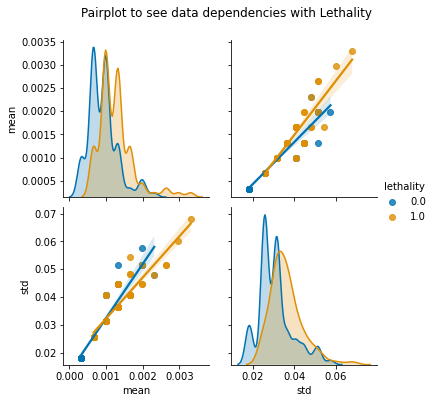 Pairplot to see data dependencies with Lethality
0.0035
0.0030
0.0025
0.0020
0.0015
0.0010
0.0005
mean
lethality
0.0
1.0
0.07
0.06
0.05
0.04
0.03
0.02
std
0.000 0.001 0.002 0.003
mean
0.02 0.04 0.06
std